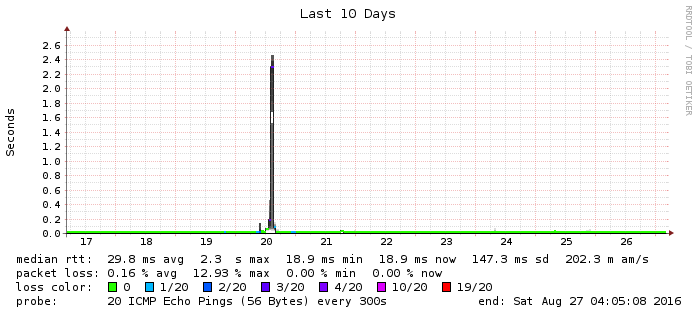 Last 10 Days
RRDTOOL / TOBI OETIKER
Seconds
2.6
2.4
2.2
2.0
1.8
1.6
1.4
1.2
1.0
0.8
0.6
0.4
0.2
0.0
17 18 19 20 21 22 23 24 25 26
median rtt: 29.8 ms avg 2.3 s max 18.9 ms min 18.9 ms now 147.3 ms sd 202.3 m am/s
packet loss: 0.16 % avg 12.93 % max 0.00 % min 0.00 % now
loss color: 0 1/20 2/20 3/20 4/20 10/20 19/20
probe: 20 ICMP Echo Pings (56 Bytes) every 300s end: Sat Aug 27 04:05:08 2016